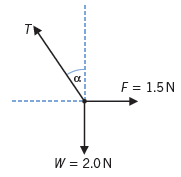 T
α
F = 1.5 N
W = 2.0 N